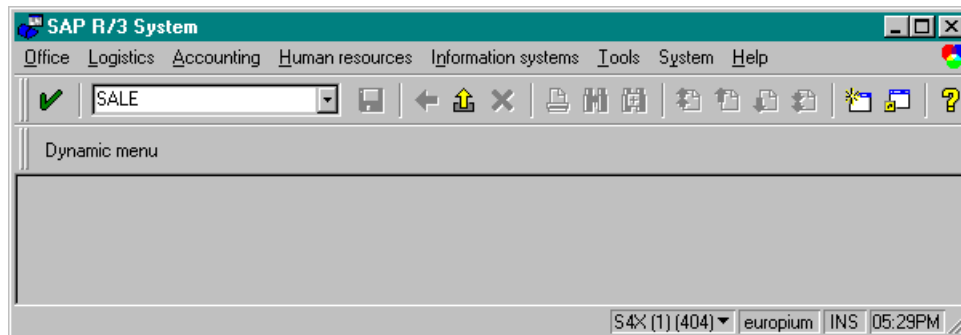 SAP R/3 System
Office Logistics Accounting Human resources Information systems Tools System Help
SALE
Dynamic menu
S4X (1) (404) europium INS 05:29PM